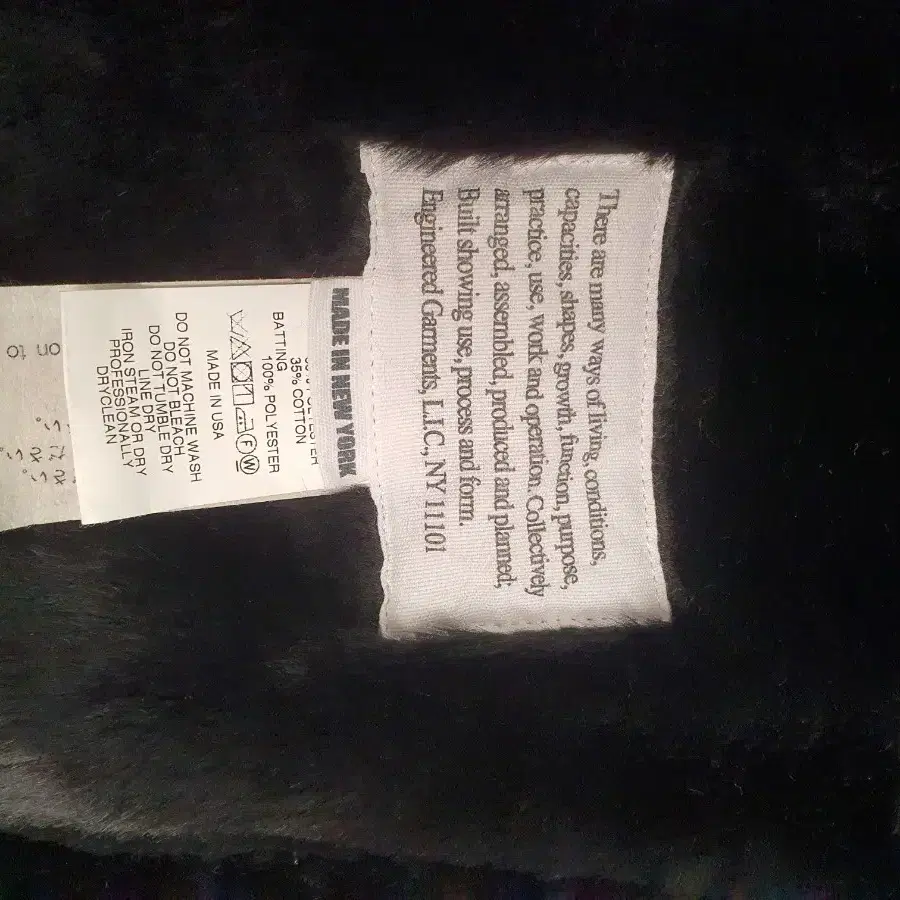 There are many ways of living, conditions,
capacities, shapes, growth, function, purpose,
practice, use, work and operation. Collectively
arranged, assembled, produced and planned;
Built showing use, process and form.
Engineered Garments, L.I.C., NY 11101
MADE IN NEW YORK
35% COTTON
BATTING
100% POLYESTER
F W
MADE IN USA
DO NOT MACHINE WASH
DO NOT BLEACH
DO NOT TUMBLE DRY
LINE DRY
IRON STEAM OR DRY
PROFESSIONALLY
DRYCLEAN